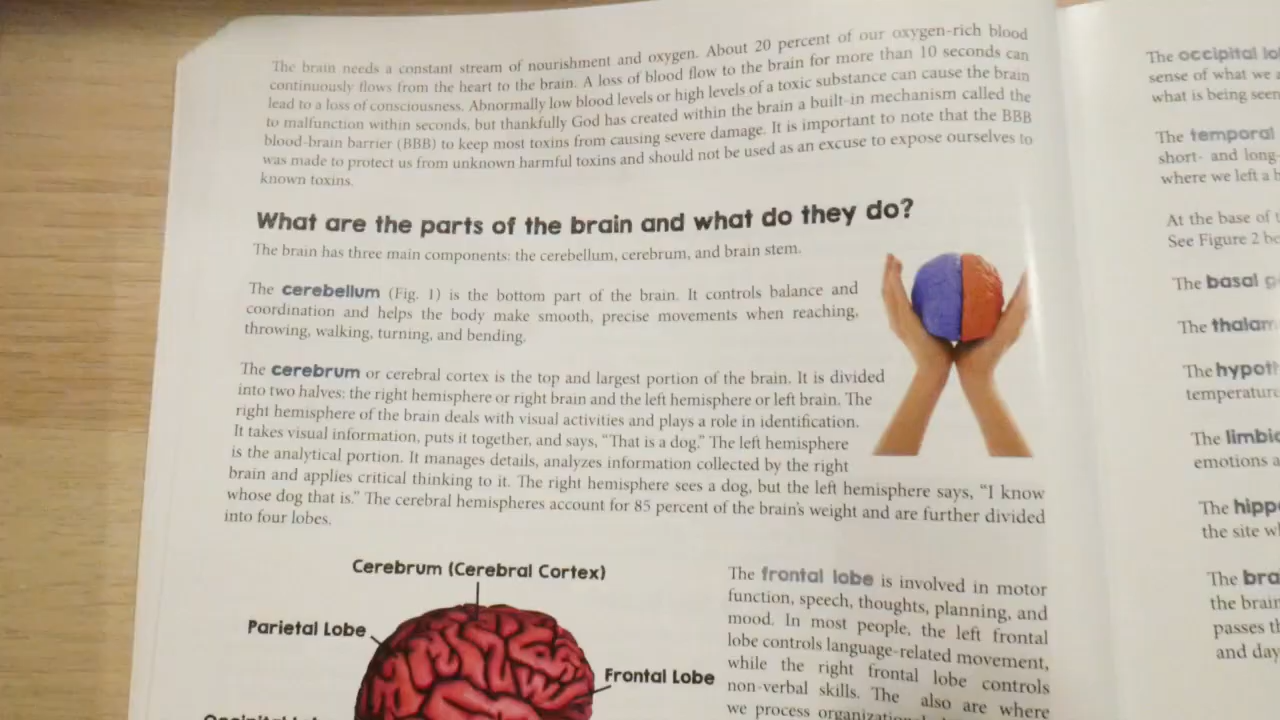 The brain needs a constant stream of nourishment and oxygen. About 20 percent of our oxygen-rich blood
continuously flows from the heart to the brain. A loss of blood flow to the brain for more than 10 seconds can
lead to a loss of consciousness. Abnormally low blood levels or high levels of a toxic substance can cause the brain
to malfunction within seconds, but thankfully God has created within the brain a built-in mechanism called the
blood-brain barrier (BBB) to keep most toxins from causing severe damage. It is important to note that the BBB
was made to protect us from unknown harmful toxins and should not be used as an excuse to expose ourselves to
known toxins.
What are the parts of the brain and what do they do?
The brain has three main components: the cerebellum, cerebrum, and brain stem.
The cerebellum (Fig. 1) is the bottom part of the brain. It controls balance and
coordination and helps the body make smooth, precise movements when reaching,
throwing, walking, turning, and bending.
The cerebrum or cerebral cortex is the top and largest portion of the brain. It is divided
into two halves: the right hemisphere or right brain and the left hemisphere or left brain. The
right hemisphere of the brain deals with visual activities and plays a role in identification.
It takes visual information, puts it together, and says, “That is a dog.” The left hemisphere
is the analytical portion. It manages details, analyzes information collected by the right
brain and applies critical thinking to it. The right hemisphere sees a dog, but the left hemisphere says, “I know
whose dog that is.” The cerebral hemispheres account for 85 percent of the brain's weight and are further divided
into four lobes.
Cerebrum (Cerebral Cortex)
Parietal Lobe
Frontal Lobe
The frontal lobe is involved in motor
function, speech, thoughts, planning, and
mood. In most people, the left frontal
lobe controls language-related movement,
while the right frontal lobe controls
non-verbal skills. The also are where
we process
The occipital
sense of what we
what is being seen
The temporal
short- and long-
where we left a
At the base of
See Figure 2
The basal
The
The
temperature
The
emotions
The
the site
The
the brain
passes
and day